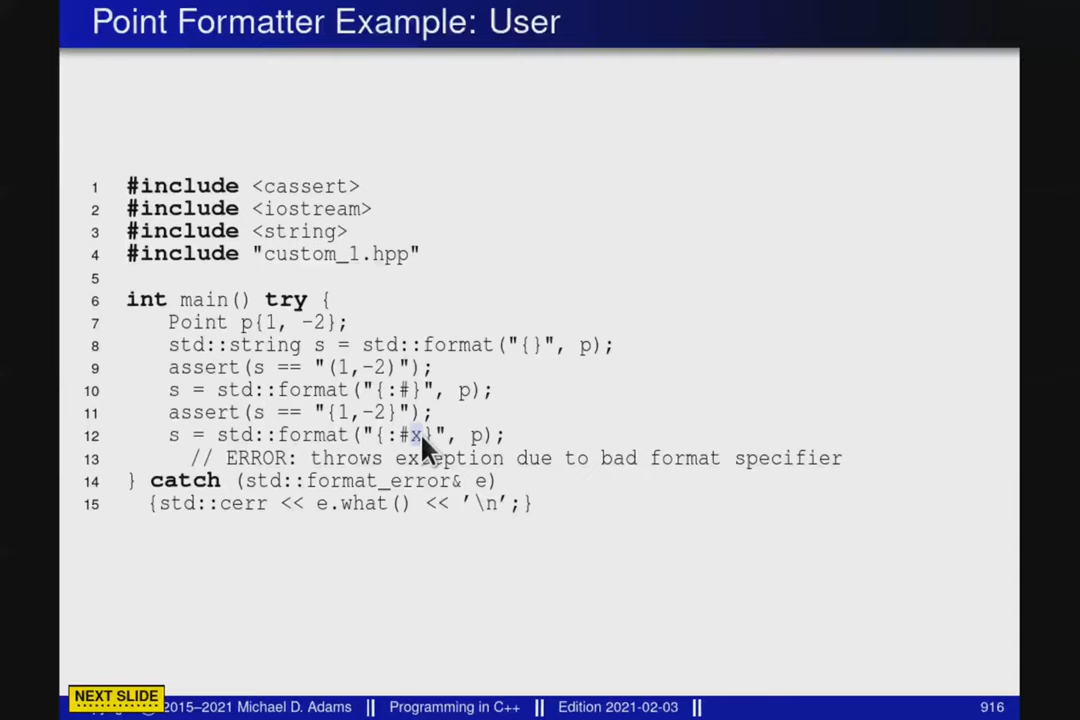 Point Formatter Example: User
1 #include <cassert>
2 #include <iostream>
3 #include <string>
4 #include "custom_1.hpp"
5
6 int main() try {
7 Point p{1, -2};
8 std::string s = std::format("{}", p);
9 assert(s == "(1,-2)");
10 s = std::format("{:#}", p);
11 assert(s == "{1,-2}");
12 s = std::format("{:#x}", p);
13 // ERROR: throws exception due to bad format specifier
14 } catch (std::format_error& e)
15 {std::cerr << e.what() << '\n';}
NEXT SLIDE
2015–2021 Michael D. Adams || Programming in C++ || Edition 2021-02-03 || 916